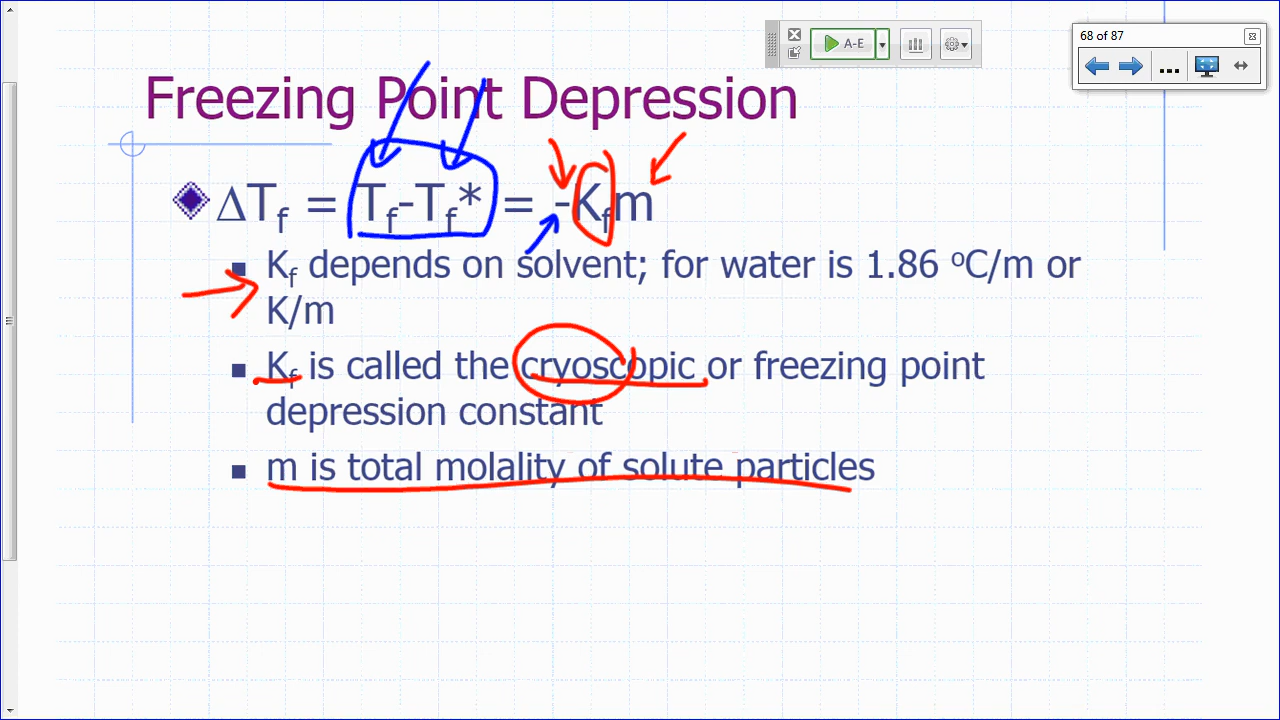 68 of 87
A-E
Freezing Point Depression
ΔTf = Tf-Tf* = -Kfm
Kf depends on solvent; for water is 1.86 ºC/m or
K/m
Kf is called the cryoscopic or freezing point
depression constant
m is total molality of solute particles